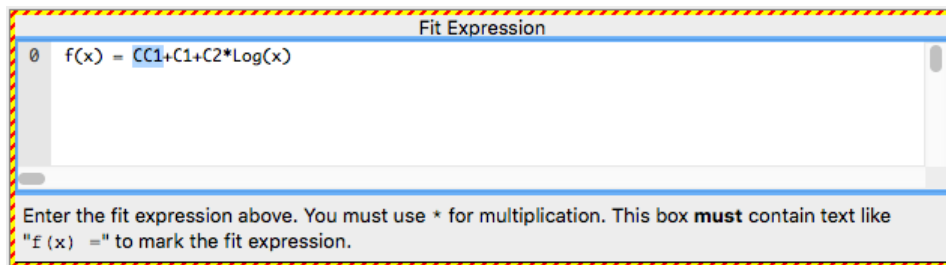 Fit Expression
0 f(x) = CC1+C1+C2*Log(x)
Enter the fit expression above. You must use * for multiplication. This box must contain text like
"f(x) =" to mark the fit expression.